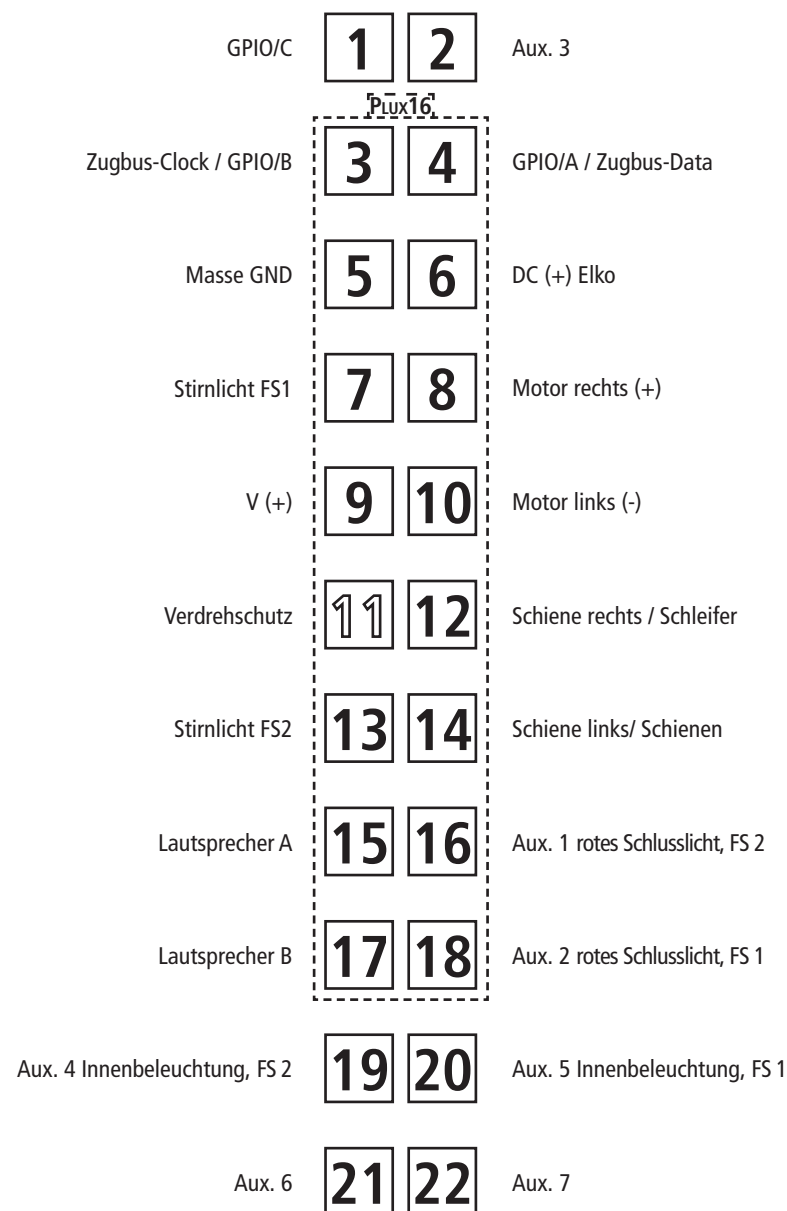 GPIO/C 1 2 Aux. 3
PLUX16
Zugbus-Clock / GPIO/B 3 4 GPIO/A / Zugbus-Data
Masse GND 5 6 DC (+) Elko
Stirnlicht FS1 7 8 Motor rechts (+)
V (+) 9 10 Motor links (-)
Verdrehschutz 11 12 Schiene rechts / Schleifer
Stirnlicht FS2 13 14 Schiene links/ Schienen
Lautsprecher A 15 16 Aux. 1 rotes Schlusslicht, FS 2
Lautsprecher B 17 18 Aux. 2 rotes Schlusslicht, FS 1
Aux. 4 Innenbeleuchtung, FS 2 19 20 Aux. 5 Innenbeleuchtung, FS 1
Aux. 6 21 22 Aux. 7